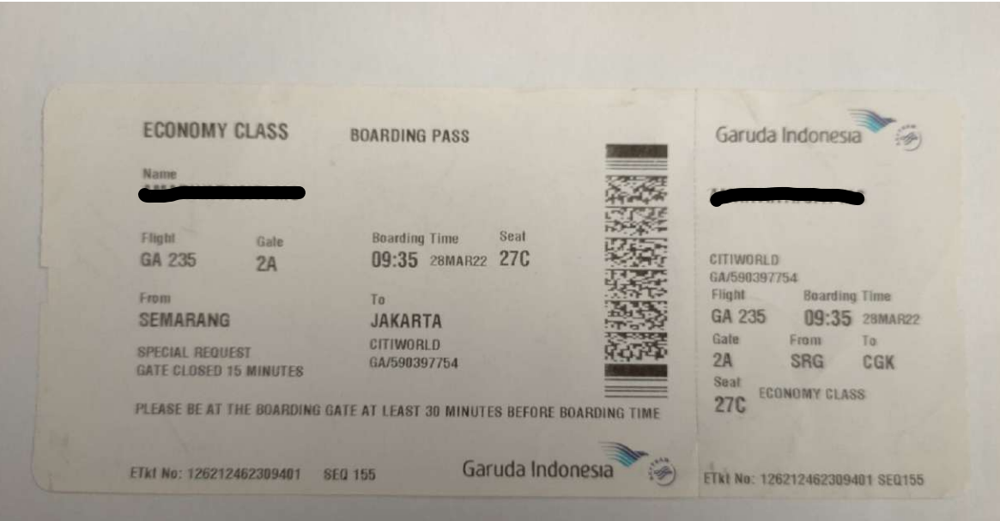 ECONOMY CLASS BOARDING PASS
Name
Flight Gate Boarding Time Seat
GA 235 2A 09:35 28MAR22 27C
From To
SEMARANG JAKARTA
CITIWORLD
SPECIAL REQUEST GA/590397754
GATE CLOSED 15 MINUTES
PLEASE BE AT THE BOARDING GATE AT LEAST 30 MINUTES BEFORE BOARDING TIME
Garuda Indonesia
ETkt No: 126212462309401 SEQ 155
Garuda Indonesia
CITIWORLD
GA/590397754
Flight Boarding Time
GA 235 09:35 28MAR22
Gate From To
2A SRG CGK
Seat
27C ECONOMY CLASS
ETkt No: 126212462309401 SEQ155